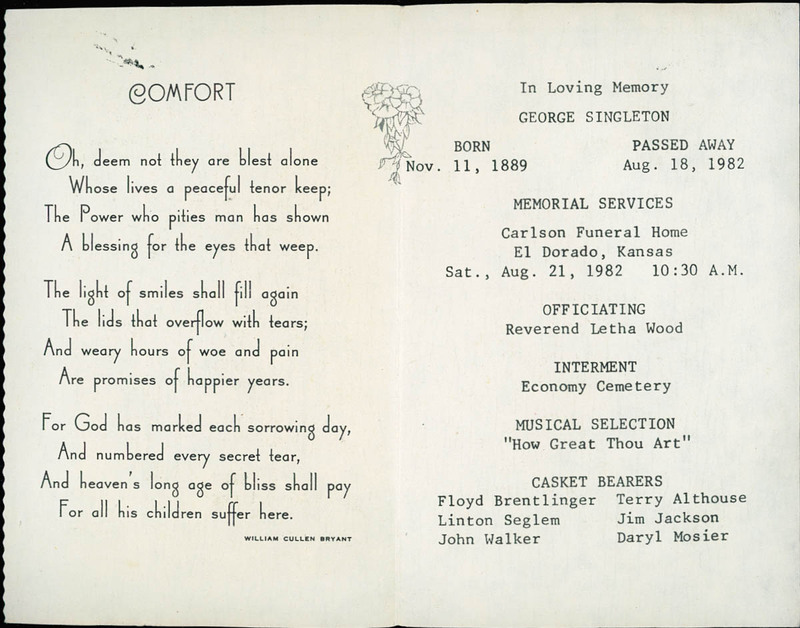 COMFORT
Oh, deem not they are blest alone
Whose lives a peaceful tenor keep;
The Power who pities man has shown
A blessing for the eyes that weep.
The light of smiles shall fill again
The lids that overflow with tears;
And weary hours of woe and pain
Are promises of happier years.
For God has marked each sorrowing day,
And numbered every secret tear,
And heaven's long age of bliss shall pay
For all his children suffer here.
WILLIAM CULLEN BRYANT
In Loving Memory
GEORGE SINGLETON
BORN PASSED AWAY
Nov. 11, 1889 Aug. 18, 1982
MEMORIAL SERVICES
Carlson Funeral Home
El Dorado, Kansas
Sat., Aug. 21, 1982 10:30 A.M.
OFFICIATING
Reverend Letha Wood
INTERMENT
Economy Cemetery
MUSICAL SELECTION
"How Great Thou Art"
CASKET BEARERS
Floyd Brentlinger Terry Althouse
Linton Seglem Jim Jackson
John Walker Daryl Mosier